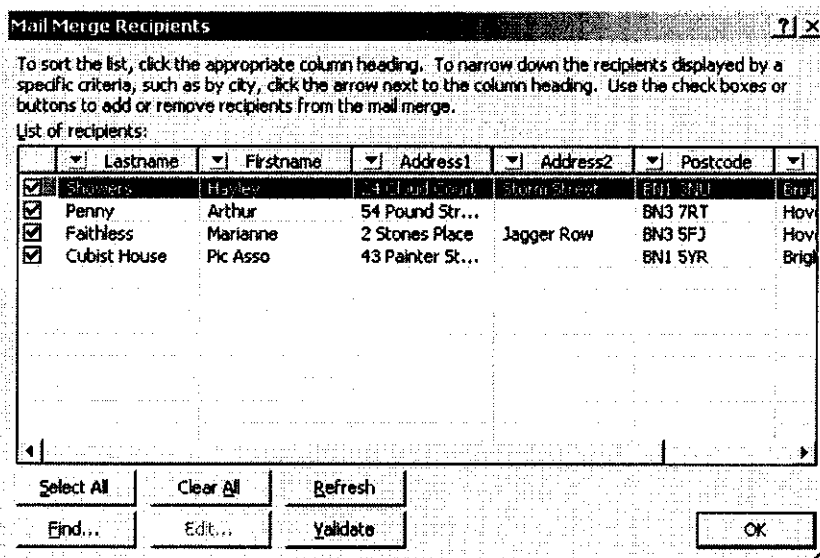 Mail Merge Recipients
To sort the list, click the appropriate column heading. To narrow down the recipients displayed by a
specific criteria, such as by city, click the arrow next to the column heading. Use the check boxes or
buttons to add or remove recipients from the mail merge.
List of recipients:
Lastname Firstname Address1 Address2 Postcode
Showers Hayley 24 Cloud Court Storm Street BN1 3NU Brigl
Penny Arthur 54 Pound Str... BN3 7RT Hov
Faithless Marianne 2 Stones Place Jagger Row BN3 5FJ Hov
Cubist House Pic Asso 43 Painter St... BN1 5YR Brigl
Select All Clear All Refresh
Find... Edit... Validate OK